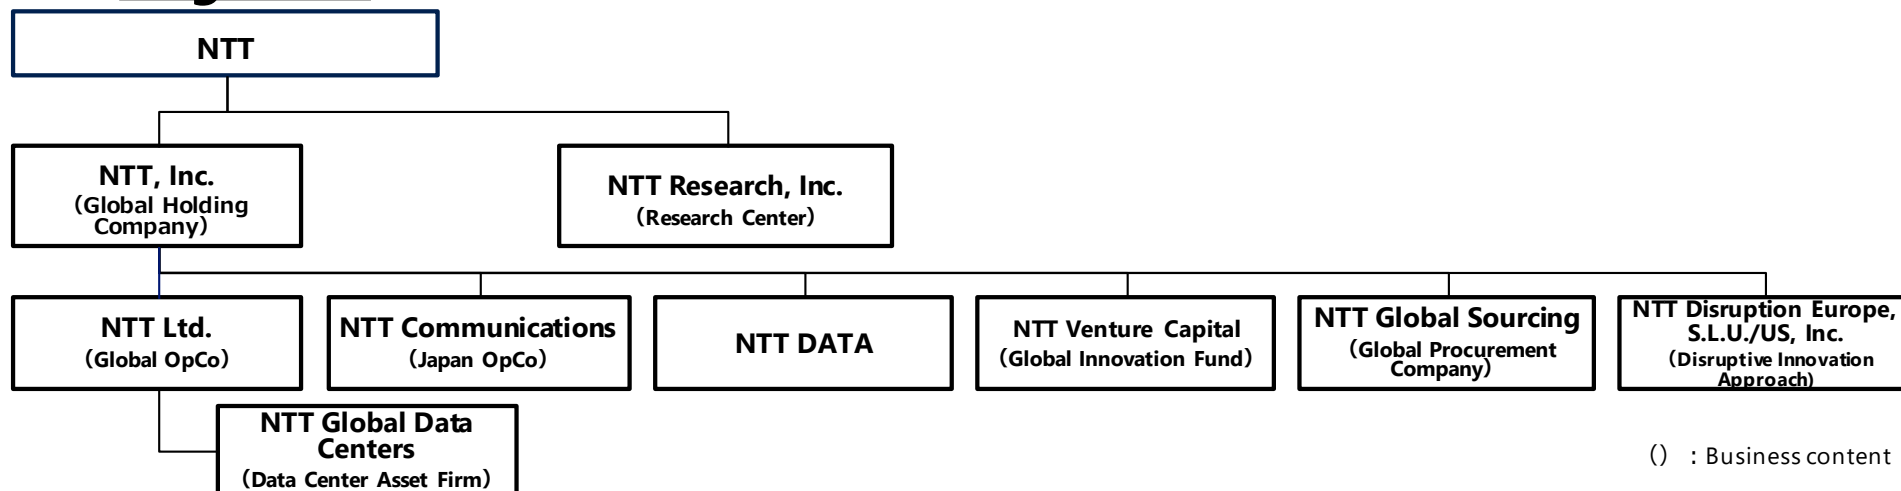 NTT
NTT, Inc.
（Global Holding
Company）
NTT Research, Inc.
（Research Center）
NTT Ltd.
（Global OpCo）
NTT Communications
（Japan OpCo）
NTT DATA
NTT Venture Capital
（Global Innovation Fund）
NTT Global Sourcing
（Global Procurement
Company）
NTT Disruption Europe,
S.L.U./US, Inc.
（Disruptive Innovation
Approach)
NTT Global Data
Centers
（Data Center Asset Firm）
（） : Business content